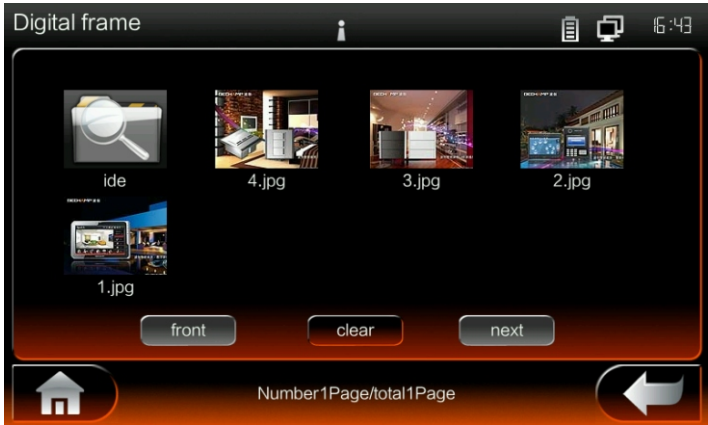 Digital frame
16:43
ide
4.jpg
3.jpg
2.jpg
1.jpg
front
clear
next
Number1Page/total1Page